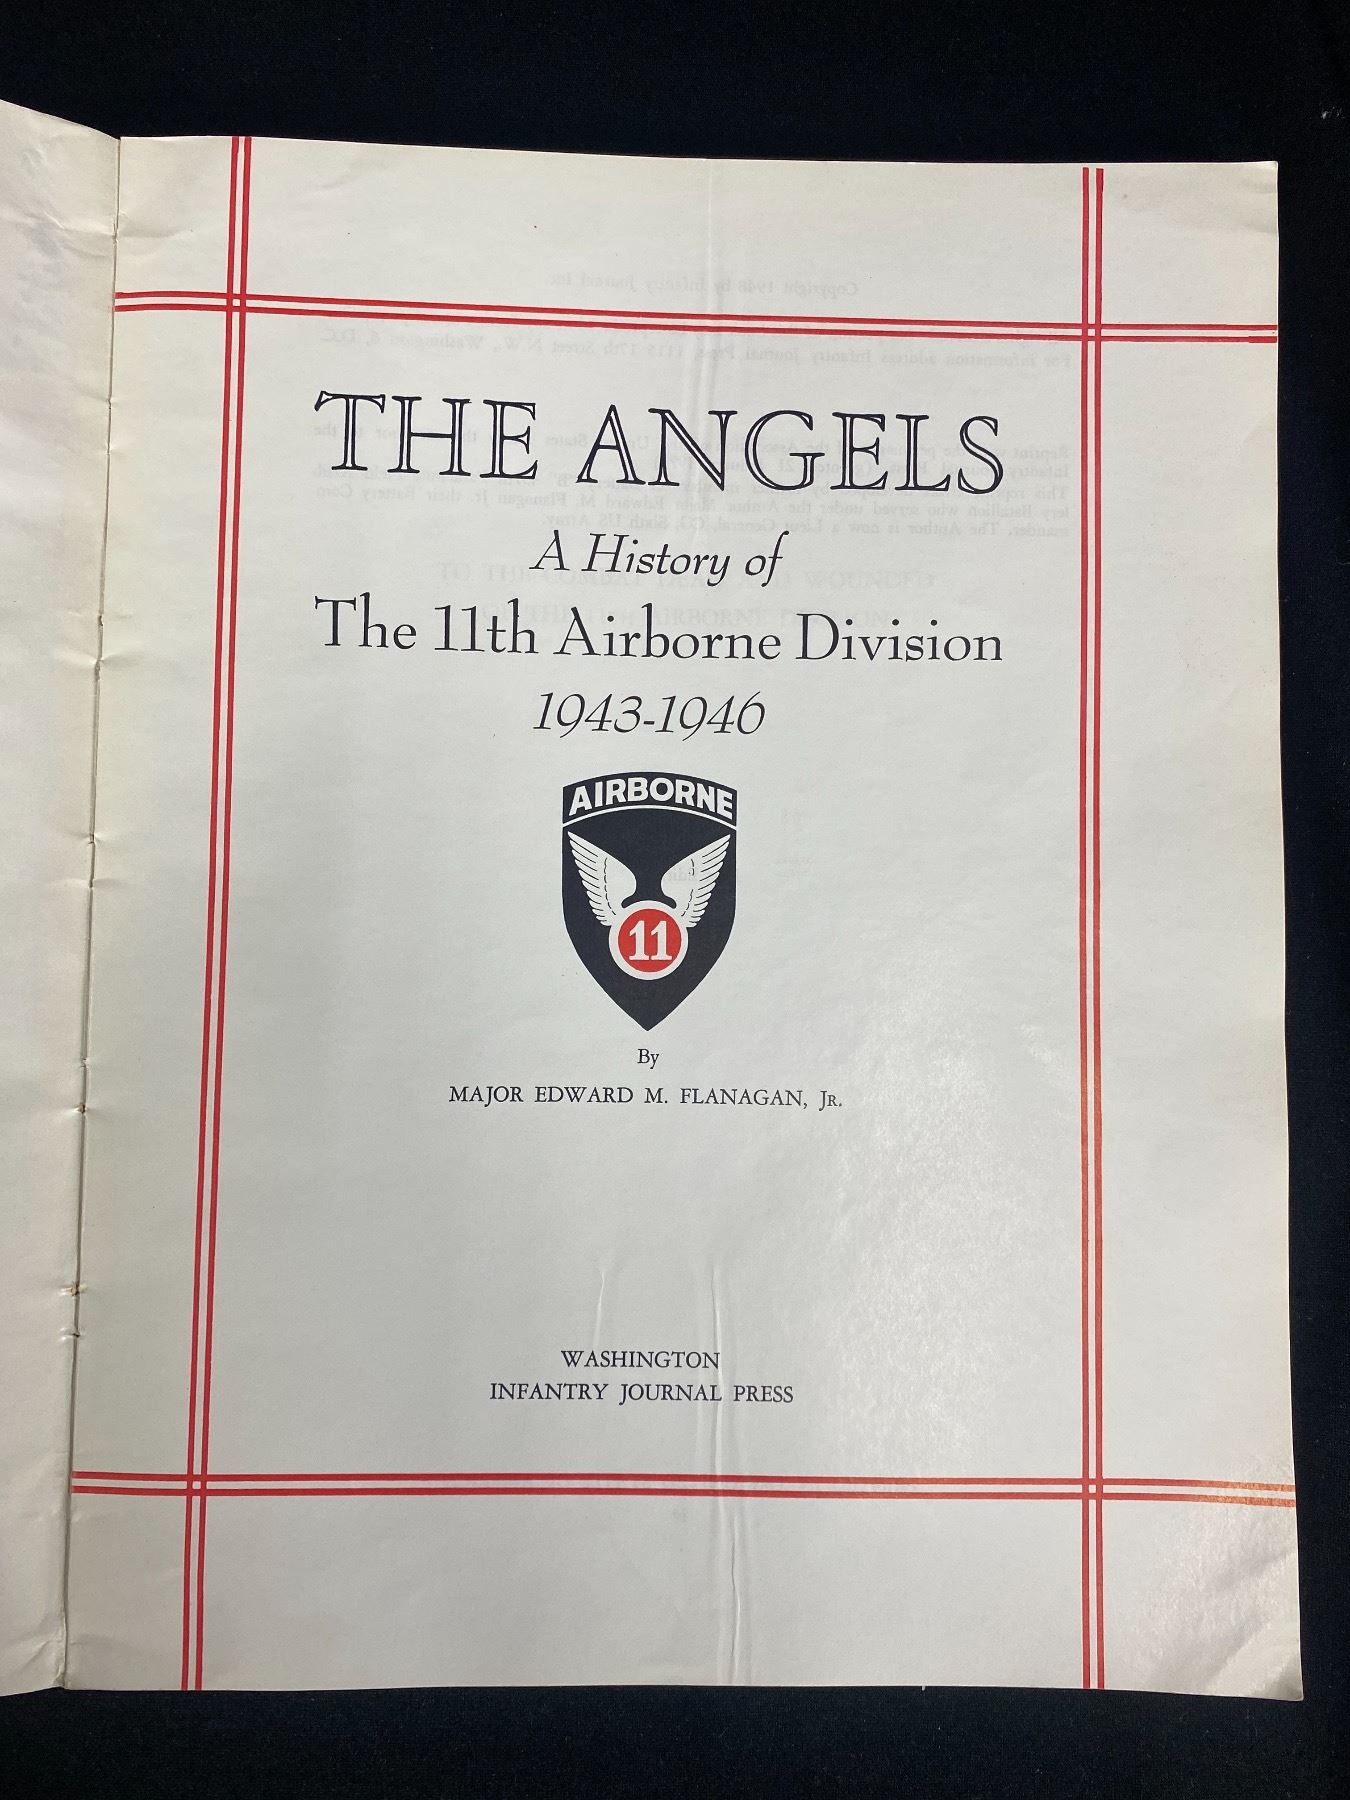 THE ANGELS
A History of
The 11th Airborne Division
1943-1946
AIRBORNE
11
By
MAJOR EDWARD M. FLANAGAN, JR.
WASHINGTON
INFANTRY JOURNAL PRESS